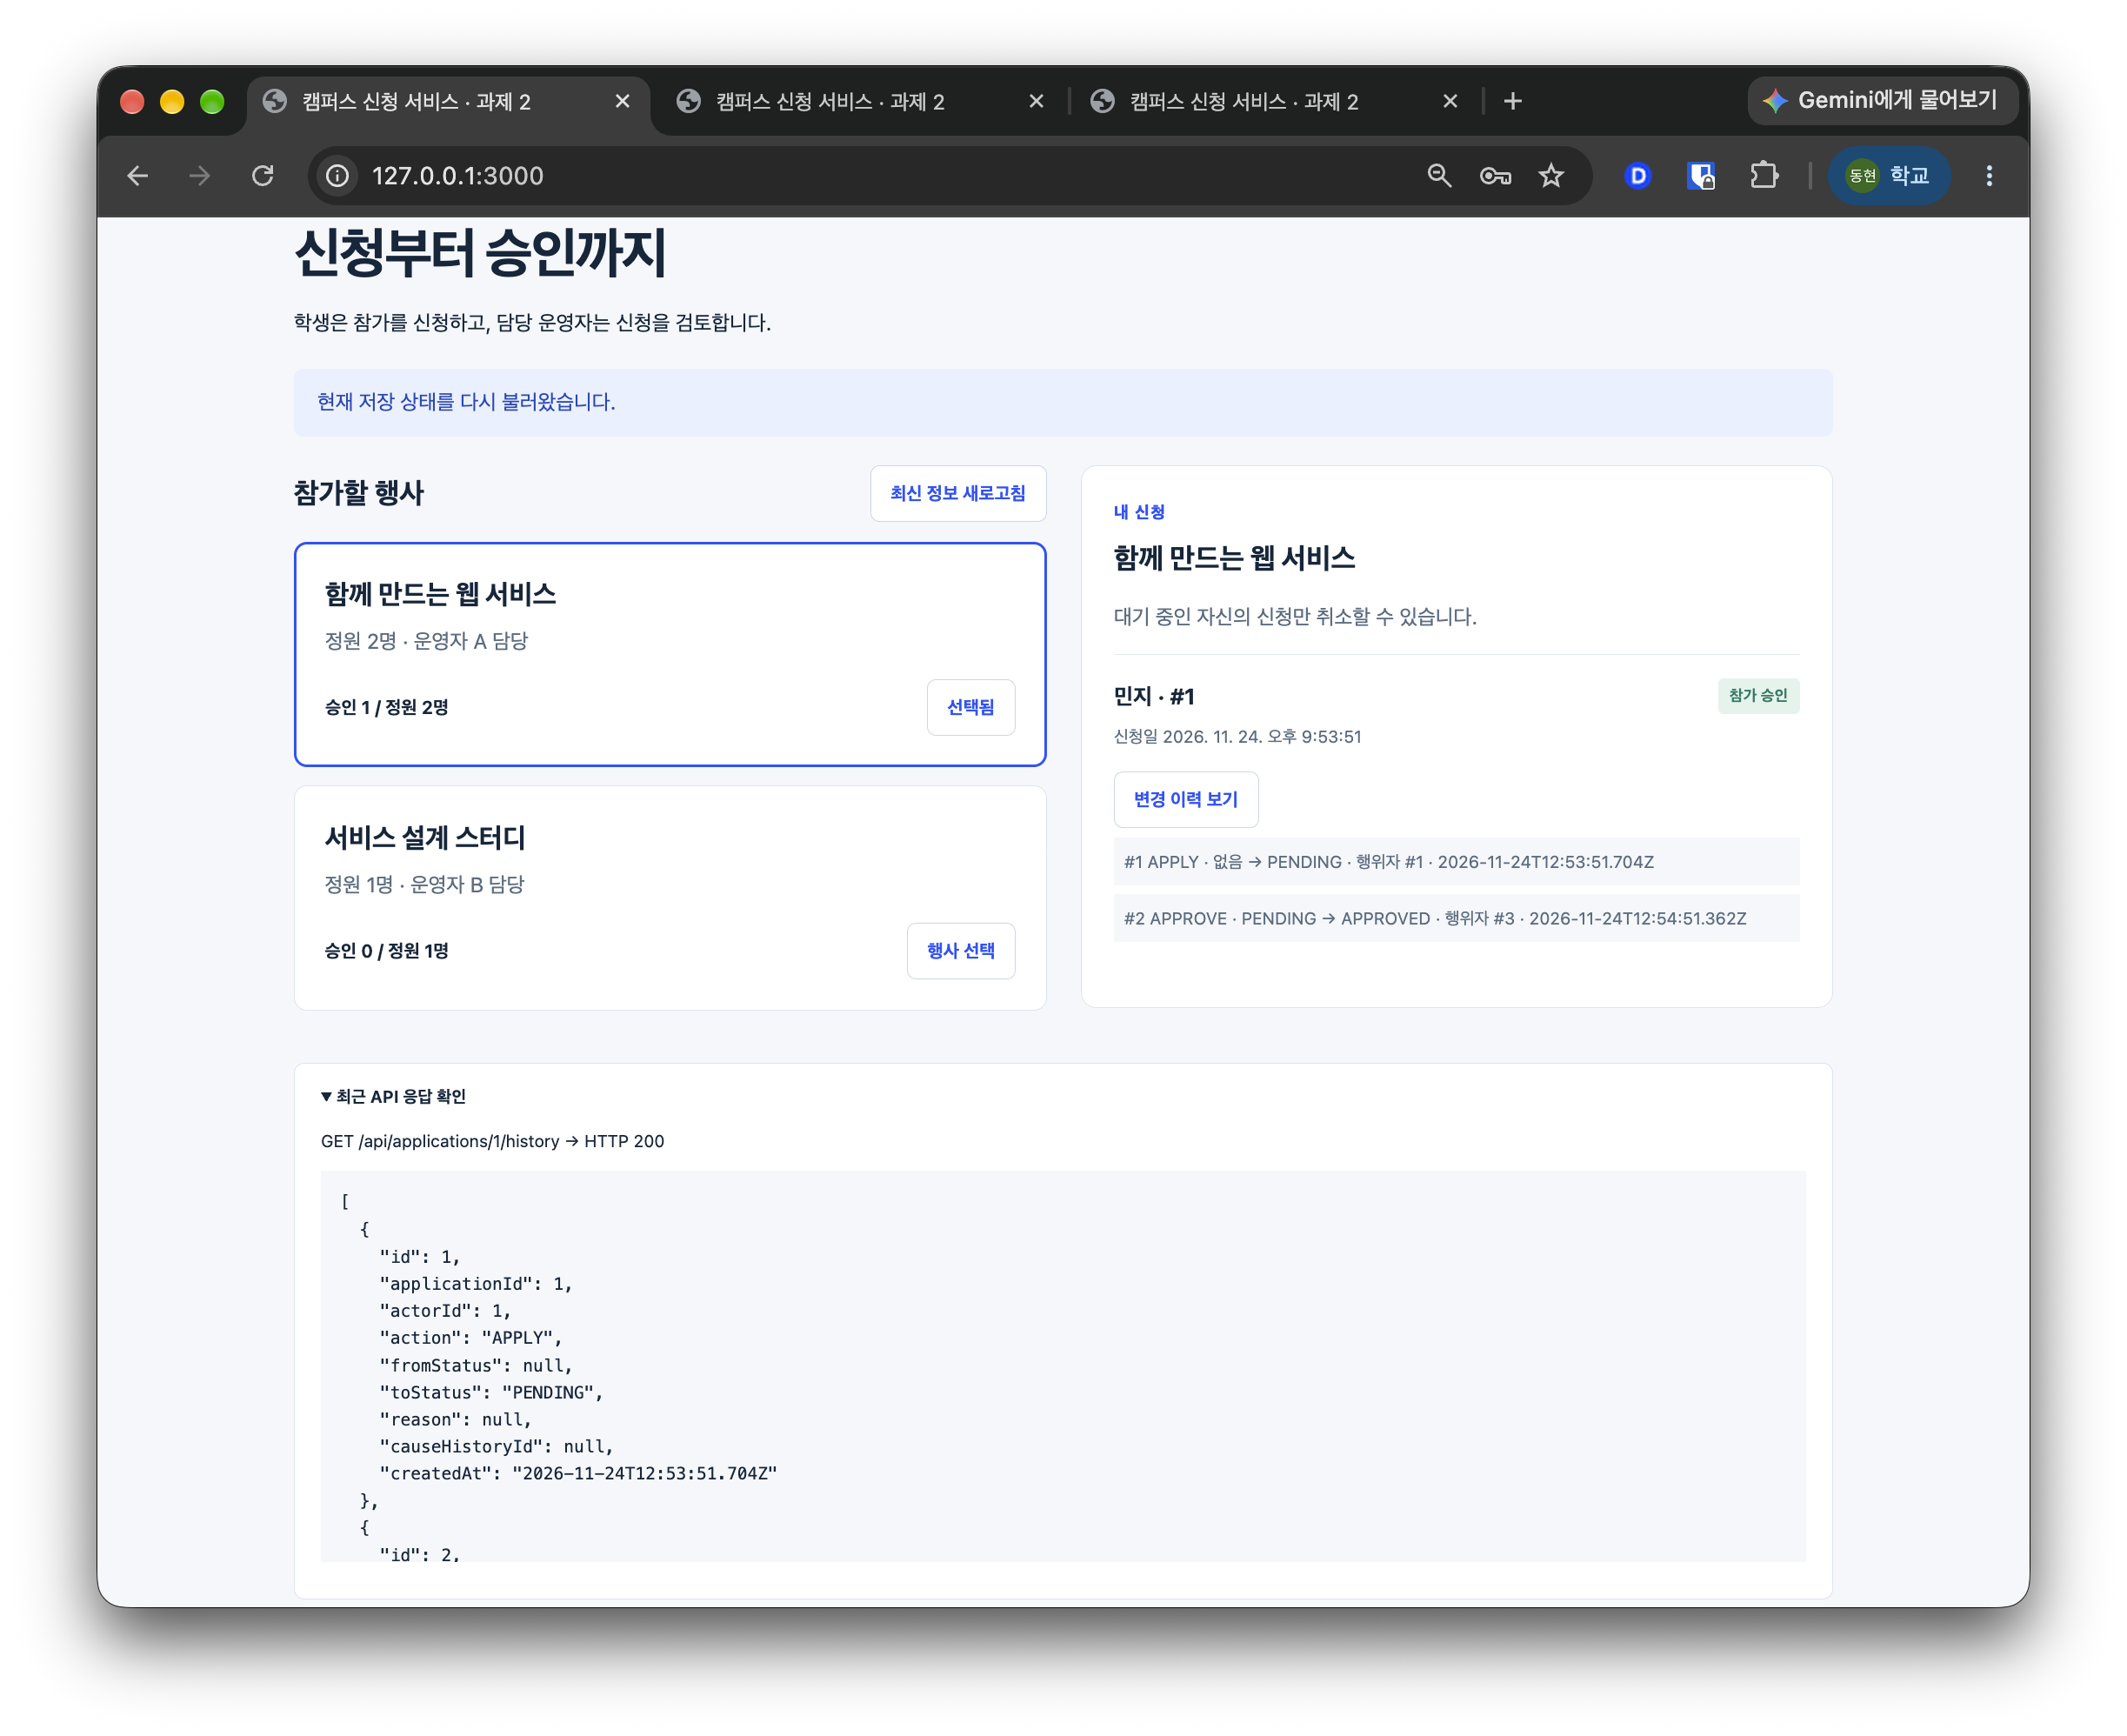 캠퍼스 신청 서비스 · 과제 2
캠퍼스 신청 서비스 · 과제 2
캠퍼스 신청 서비스 · 과제 2
Gemini에게 물어보기
127.0.0.1:3000
D
동현 학교
신청부터 승인까지
학생은 참가를 신청하고, 담당 운영자는 신청을 검토합니다.
현재 저장 상태를 다시 불러왔습니다.
참가할 행사
최신 정보 새로고침
함께 만드는 웹 서비스
정원 2명 · 운영자 A 담당
승인 1 / 정원 2명
선택됨
서비스 설계 스터디
정원 1명 · 운영자 B 담당
승인 0 / 정원 1명
행사 선택
내 신청
함께 만드는 웹 서비스
대기 중인 자신의 신청만 취소할 수 있습니다.
민지 · #1
참가 승인
신청일 2026. 11. 24. 오후 9:53:51
변경 이력 보기
#1 APPLY · 없음 → PENDING · 행위자 #1 · 2026-11-24T12:53:51.704Z
#2 APPROVE · PENDING → APPROVED · 행위자 #3 · 2026-11-24T12:54:51.362Z
▼ 최근 API 응답 확인
GET /api/applications/1/history → HTTP 200
[
{
"id": 1,
"applicationId": 1,
"actorId": 1,
"action": "APPLY",
"fromStatus": null,
"toStatus": "PENDING",
"reason": null,
"causeHistoryId": null,
"createdAt": "2026-11-24T12:53:51.704Z"
},
{
"id": 2,